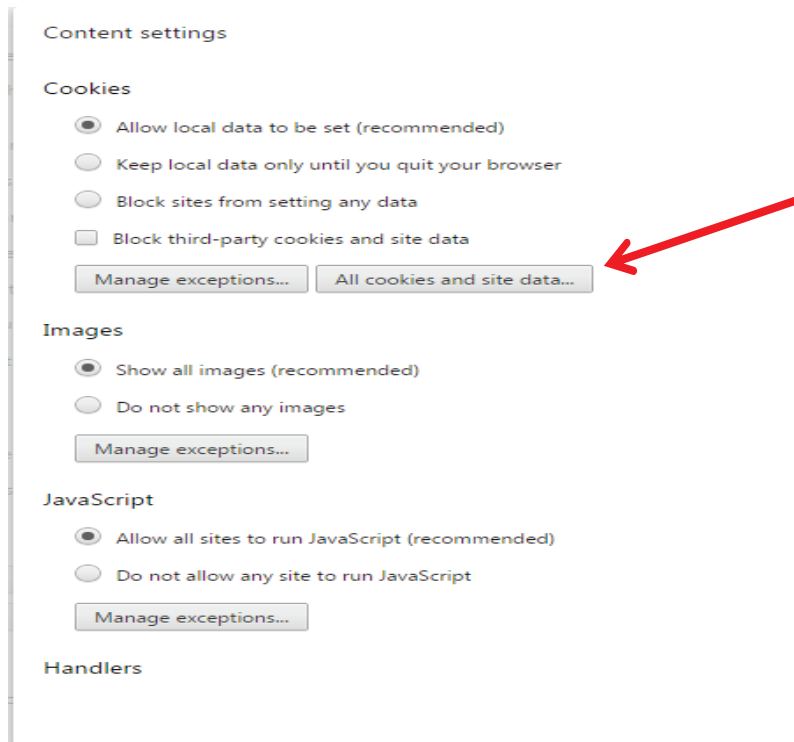 Content settings
Cookies
Allow local data to be set (recommended)
Keep local data only until you quit your browser
Block sites from setting any data
Block third-party cookies and site data
Manage exceptions... All cookies and site data...
Images
Show all images (recommended)
Do not show any images
Manage exceptions...
JavaScript
Allow all sites to run JavaScript (recommended)
Do not allow any site to run JavaScript
Manage exceptions...
Handlers